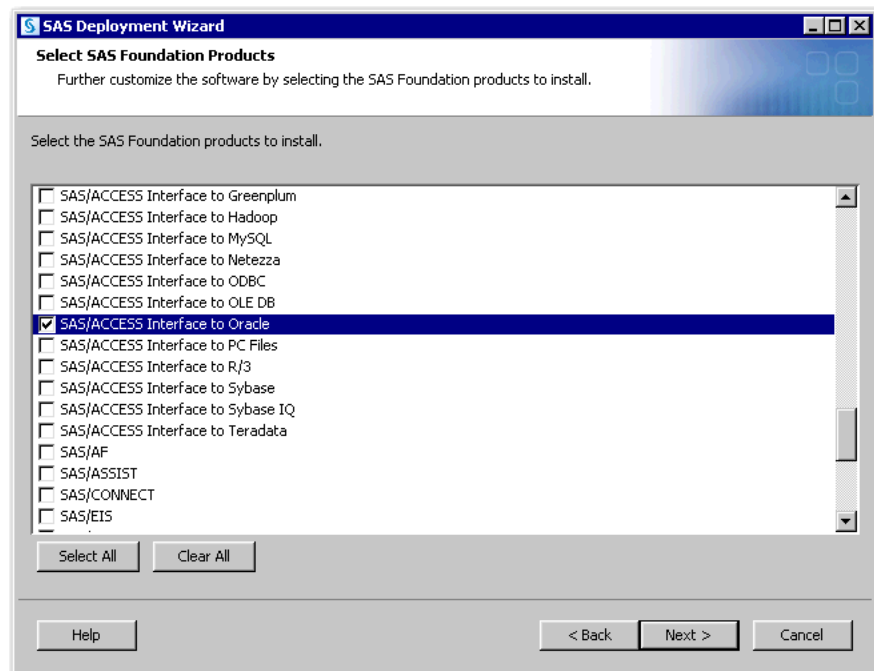 SAS Deployment Wizard
Select SAS Foundation Products
Further customize the software by selecting the SAS Foundation products to install.
Select the SAS Foundation products to install.
SAS/ACCESS Interface to Greenplum
SAS/ACCESS Interface to Hadoop
SAS/ACCESS Interface to MySQL
SAS/ACCESS Interface to Netezza
SAS/ACCESS Interface to ODBC
SAS/ACCESS Interface to OLE DB
SAS/ACCESS Interface to Oracle
SAS/ACCESS Interface to PC Files
SAS/ACCESS Interface to R/3
SAS/ACCESS Interface to Sybase
SAS/ACCESS Interface to Sybase IQ
SAS/ACCESS Interface to Teradata
SAS/AF
SAS/ASSIST
SAS/CONNECT
SAS/EIS
Select All Clear All
Help < Back Next > Cancel